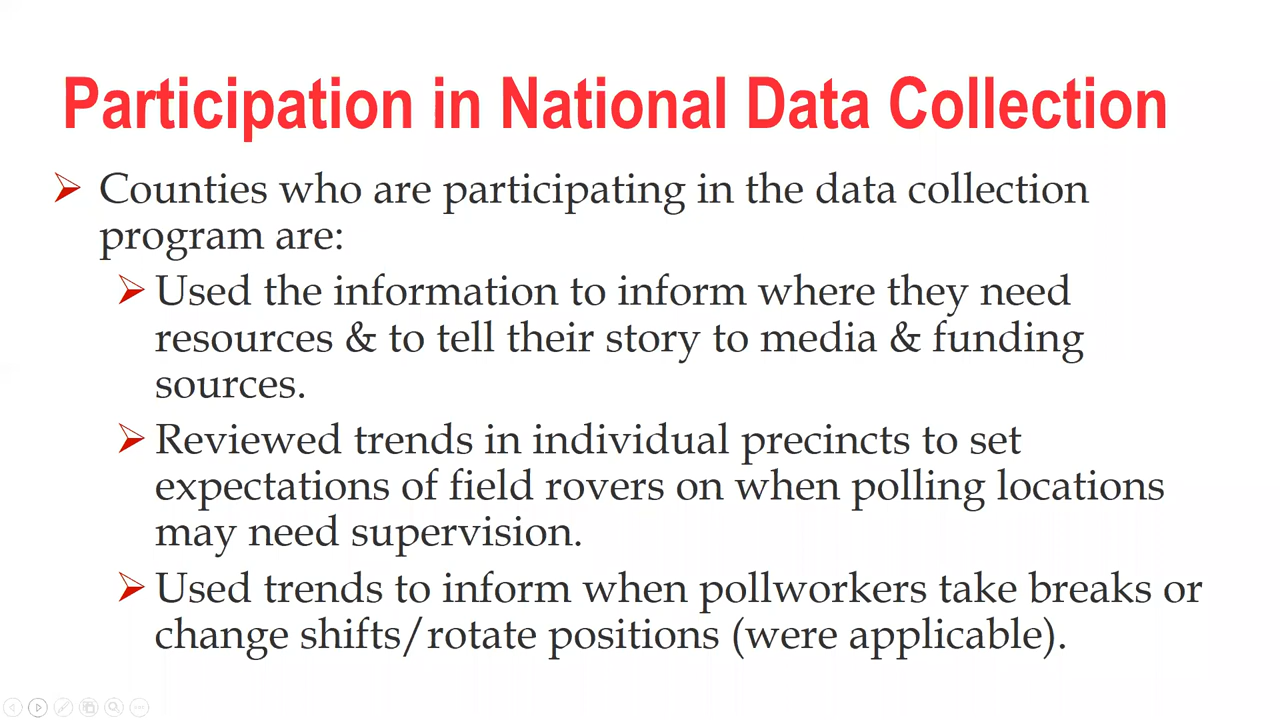 Participation in National Data Collection
Counties who are participating in the data collection
program are:
Used the information to inform where they need
resources & to tell their story to media & funding
sources.
Reviewed trends in individual precincts to set
expectations of field rovers on when polling locations
may need supervision.
Used trends to inform when pollworkers take breaks or
change shifts/rotate positions (were applicable).